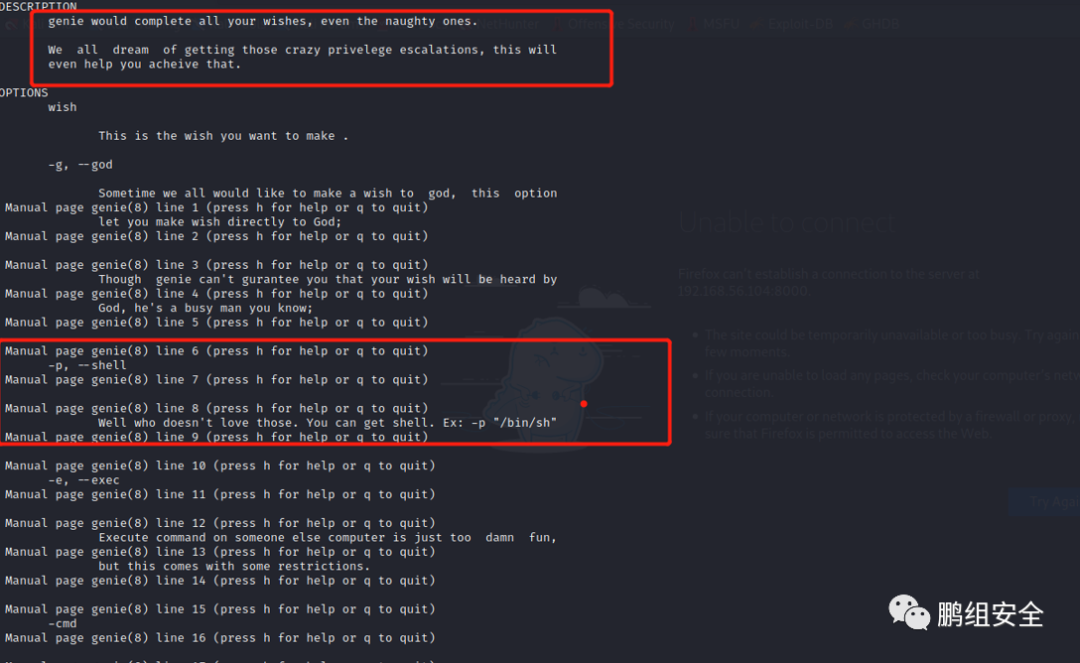 DESCRIPTION
genie would complete all your wishes, even the naughty ones.
We all dream of getting those crazy privelege escalations, this will
even help you acheive that.
OPTIONS
wish
This is the wish you want to make .
-g, --god
Sometime we all would like to make a wish to god, this option
Manual page genie(8) line 1 (press h for help or q to quit)
let you make wish directly to God;
Manual page genie(8) line 2 (press h for help or q to quit)
Manual page genie(8) line 3 (press h for help or q to quit)
Though genie can't gurantee you that your wish will be heard by
Manual page genie(8) line 4 (press h for help or q to quit)
God, he's a busy man you know;
Manual page genie(8) line 5 (press h for help or q to quit)
Manual page genie(8) line 6 (press h for help or q to quit)
-p, --shell
Manual page genie(8) line 7 (press h for help or q to quit)
Manual page genie(8) line 8 (press h for help or q to quit)
Well who doesn't love those. You can get shell. Ex: -p "/bin/sh"
Manual page genie(8) line 9 (press h for help or q to quit)
Manual page genie(8) line 10 (press h for help or q to quit)
-e, --exec
Manual page genie(8) line 11 (press h for help or q to quit)
Manual page genie(8) line 12 (press h for help or q to quit)
Execute command on someone else computer is just too damn fun,
Manual page genie(8) line 13 (press h for help or q to quit)
but this comes with some restrictions.
Manual page genie(8) line 14 (press h for help or q to quit)
Manual page genie(8) line 15 (press h for help or q to quit)
-cmd
Manual page genie(8) line 16 (press h for help or q to quit)
Offensive Security MSFU Exploit-DB GHDB
Unable to connect
Firefox can't establish a connection to the server at
192.168.56.104:8000.
The site could be temporarily unavailable or too busy. Try again
few moments.
If you are unable to load any pages, check your computer's netw
connection.
If your computer or network is protected by a firewall or proxy,
sure that Firefox is permitted to access the Web.
Try Agai
鹏组安全